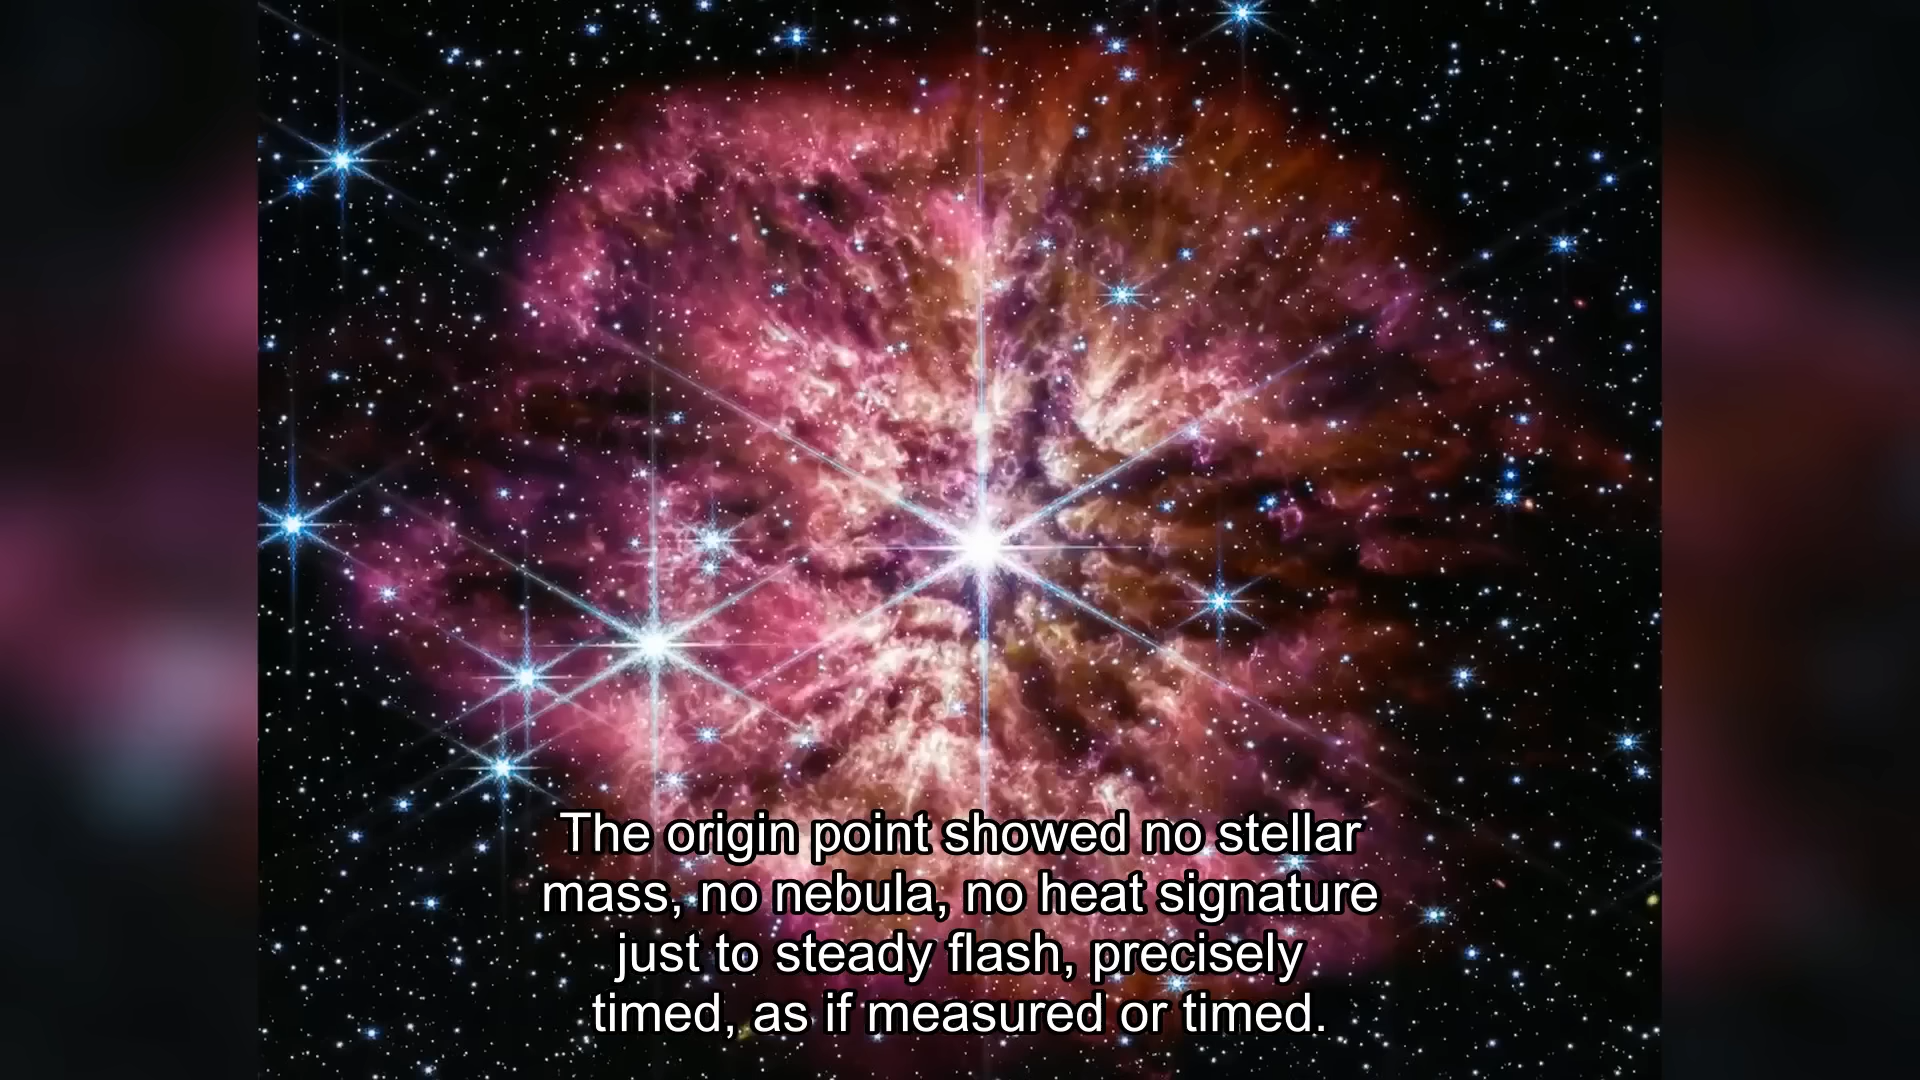 The origin point showed no stellar
mass, no nebula, no heat signature
just to steady flash, precisely
timed, as if measured or timed.